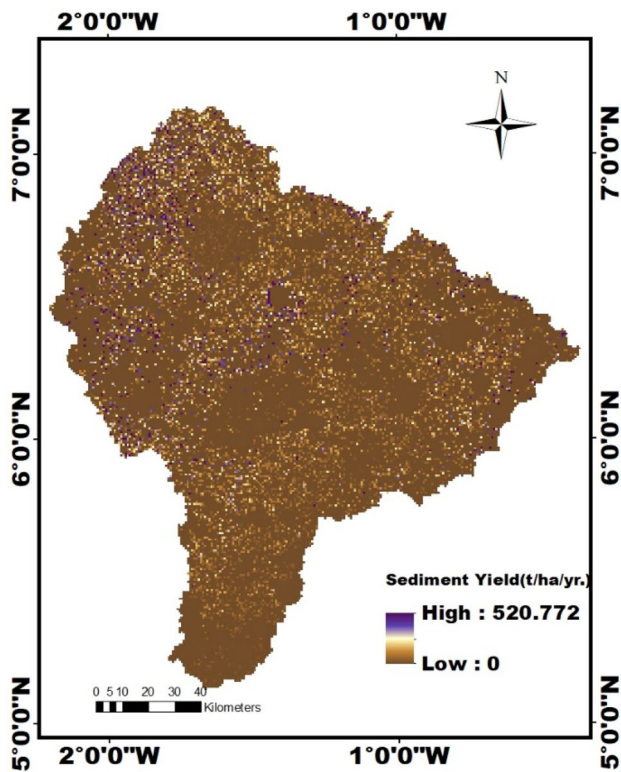 2°0'0"W 1°0'0"W
N
7°0'0"N 7°0'0"N
6°0'0"N 6°0'0"N
Sediment Yield(t/ha/yr.)
High : 520.772
Low : 0
0 5 10 20 30 40
Kilometers
5°0'0"N 5°0'0"N
2°0'0"W 1°0'0"W